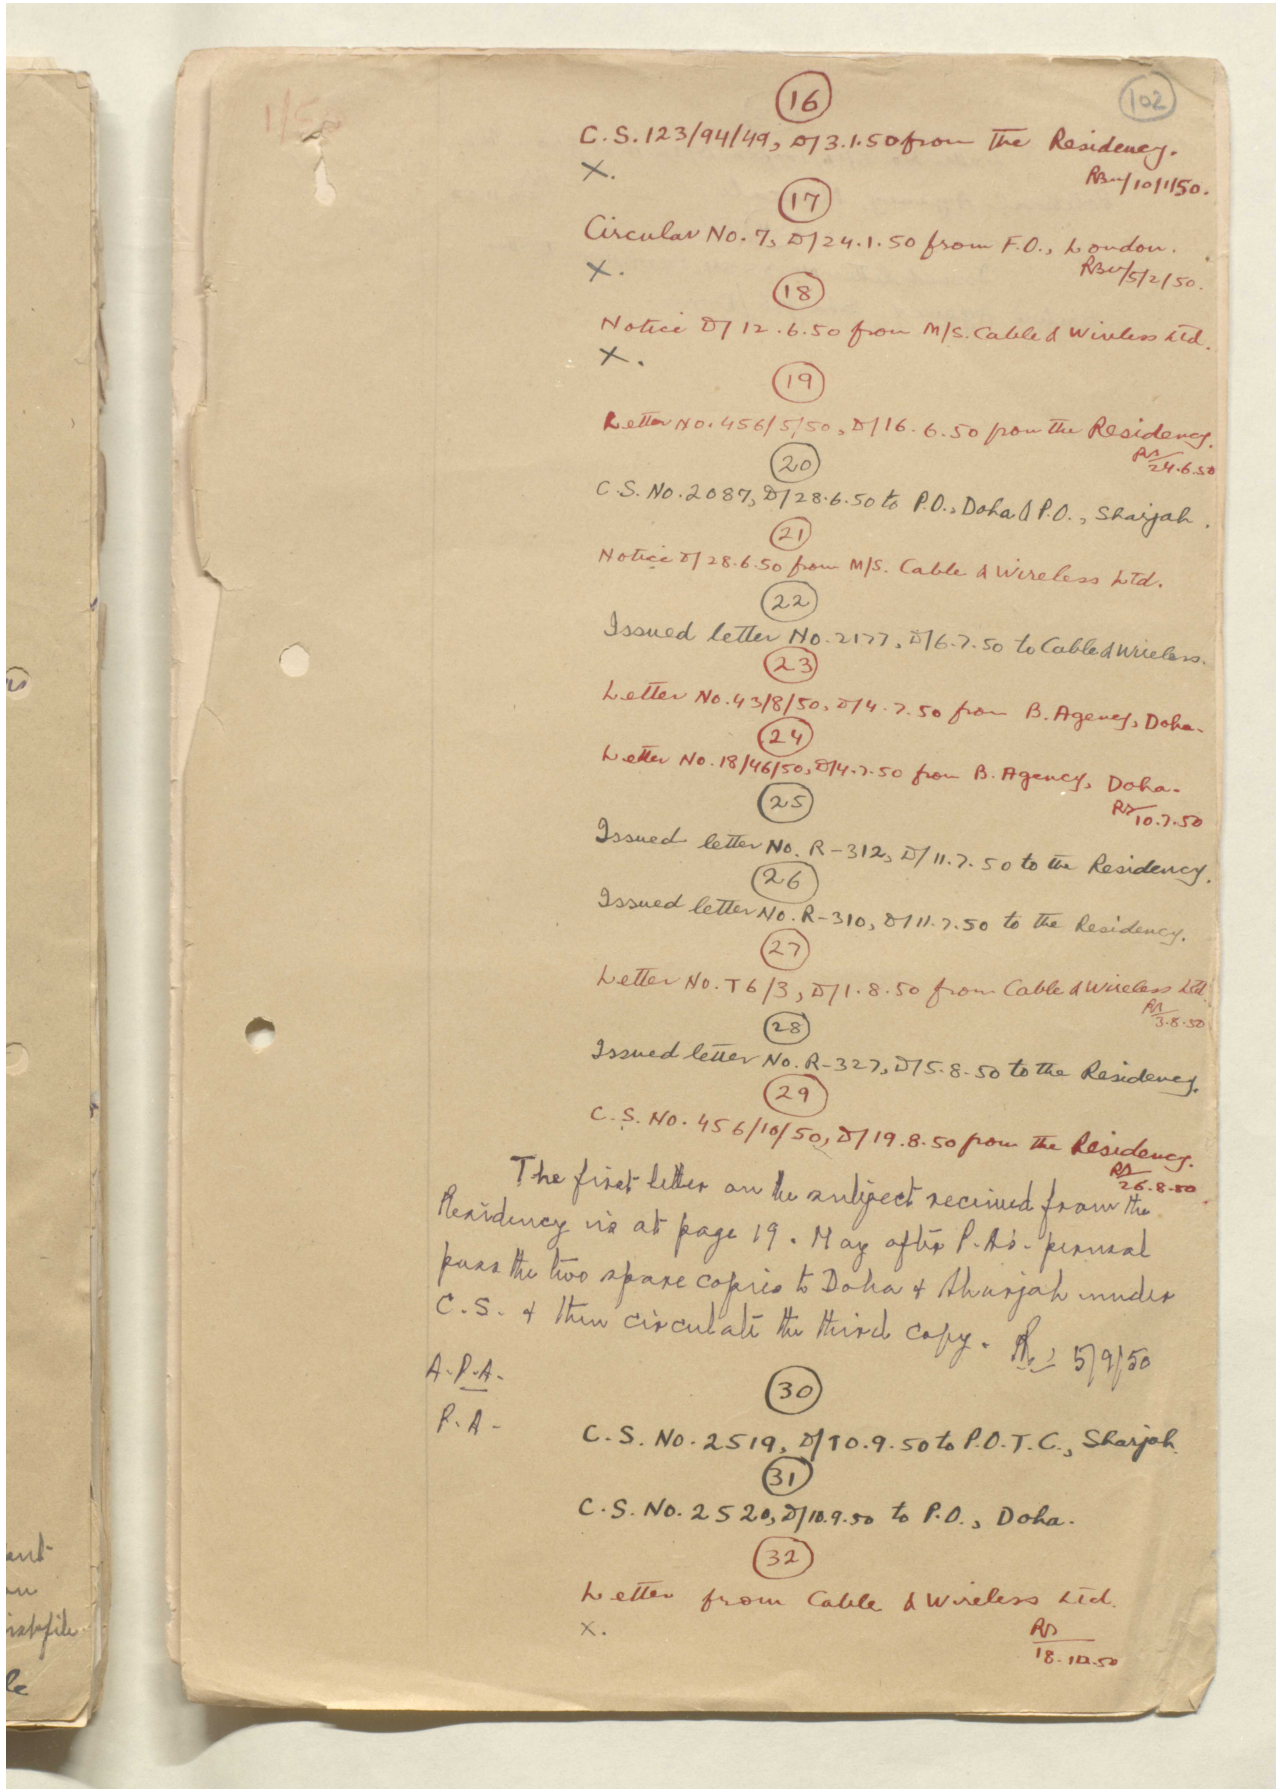 16
102
C.S. 123/94/49, D/3.1.50 from the Residency.
X.
10/1/50.
17
Circular No. 7, D/24.1.50 from F.O., London.
X.
5/2/50.
18
Notice D/12.6.50 from M/S. Cable & Wireless Ltd.
X.
19
Letter No. 456/5/50, D/16.6.50 from the Residency.
24.6.50
20
C.S. No. 2087, D/28.6.50 to P.O., Doha & P.O., Sharjah.
21
Notice D/28.6.50 from M/S. Cable & Wireless Ltd.
22
Issued letter No. 2177, D/6.7.50 to Cable & Wireless.
23
Letter No. 43/8/50, D/4.7.50 from B. Agency, Doha.
24
Letter No. 18/46/50, D/4.7.50 from B. Agency, Doha.
10.7.50
25
Issued letter No. R-312, D/11.7.50 to the Residency.
26
Issued letter No. R-310, D/11.7.50 to the Residency.
27
Letter No. T6/3, D/1.8.50 from Cable & Wireless Ltd.
3.8.50
28
Issued letter No. R-327, D/5.8.50 to the Residency.
29
C.S. No. 456/10/50, D/19.8.50 from the Residency.
26.8.50
The first letter on the subject received from the
Residency is at page 19. May after P.A's. perusal
pass the two spare copies to Doha & Sharjah under
C.S. & then circulate the third copy.
5/9/50
A.P.A.
P.A.
30
C.S. No. 2519, D/10.9.50 to P.O.T.C., Sharjah.
31
C.S. No. 2520, D/10.9.50 to P.O., Doha.
32
Letter from Cable & Wireless Ltd.
X.
18.10.50